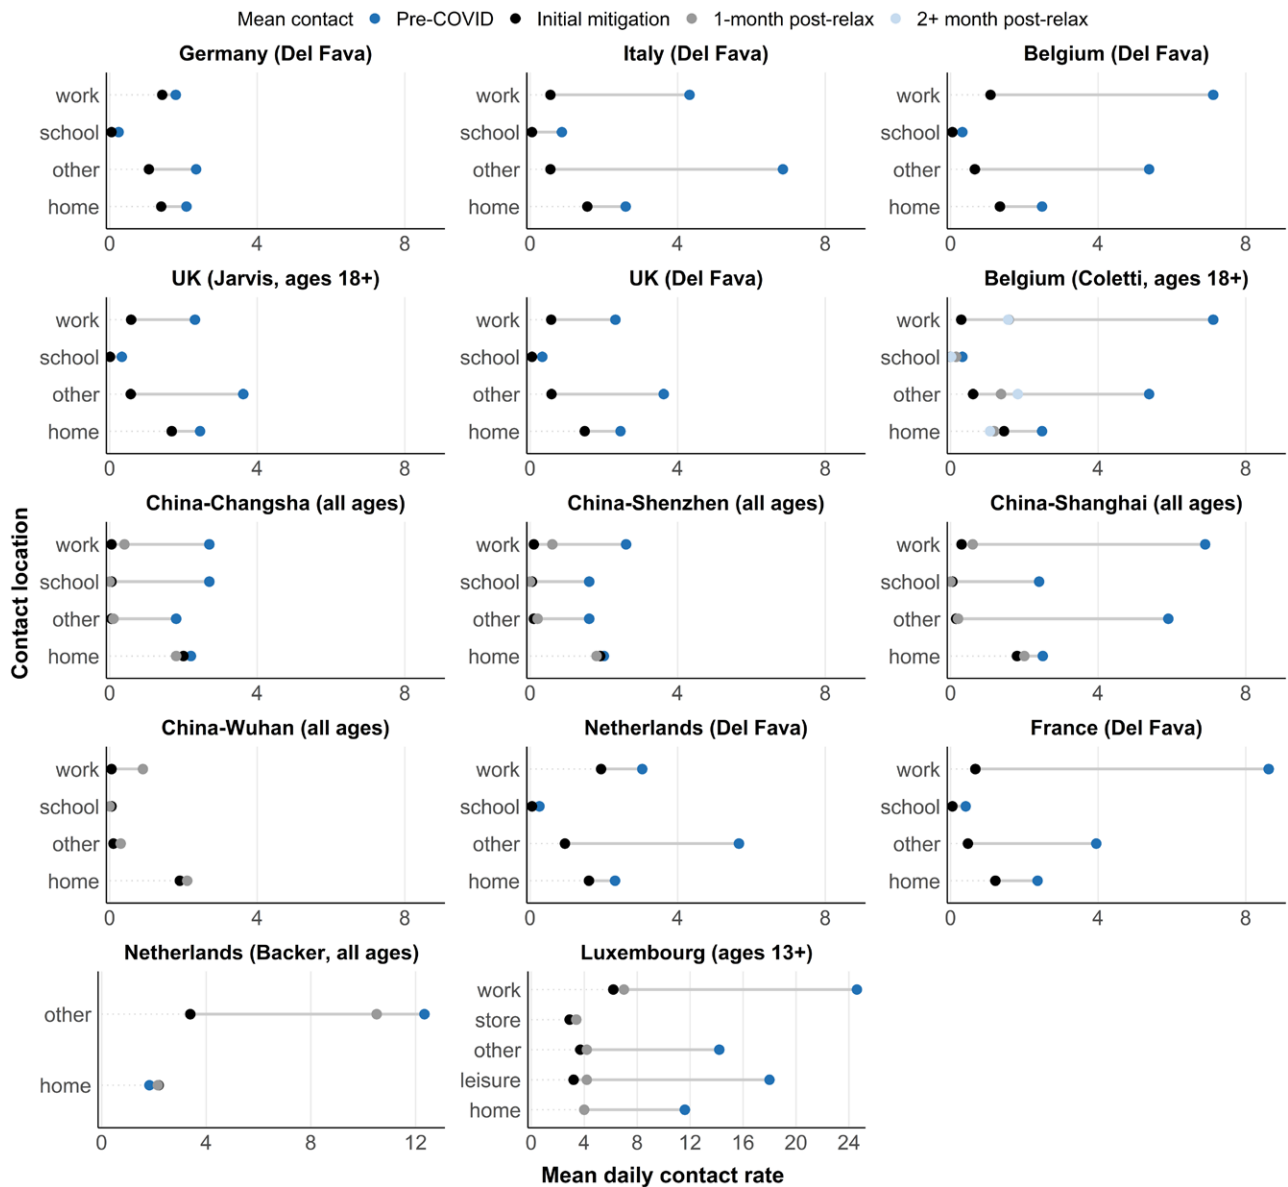 Mean contact Pre-COVID Initial mitigation 1-month post-relax 2+ month post-relax
Germany (Del Fava)
work
school
other
home
0 4 8
Italy (Del Fava)
0 4 8
Belgium (Del Fava)
work
school
other
home
0 4 8
UK (Jarvis, ages 18+)
work
school
other
home
0 4 8
UK (Del Fava)
work
school
other
home
0 4 8
Belgium (Coletti, ages 18+)
work
school
other
home
0 4 8
Contact location
China-Changsha (all ages)
work
school
other
home
0 4 8
China-Shenzhen (all ages)
work
school
other
home
0 4 8
China-Shanghai (all ages)
work
school
other
home
0 4 8
China-Wuhan (all ages)
work
school
other
home
0 4 8
Netherlands (Del Fava)
work
school
other
home
0 4 8
France (Del Fava)
work
school
other
home
0 4 8
Netherlands (Backer, all ages)
other
home
0 4 8 12
Luxembourg (ages 13+)
work
store
other
leisure
home
0 4 8 12 16 20 24
Mean daily contact rate